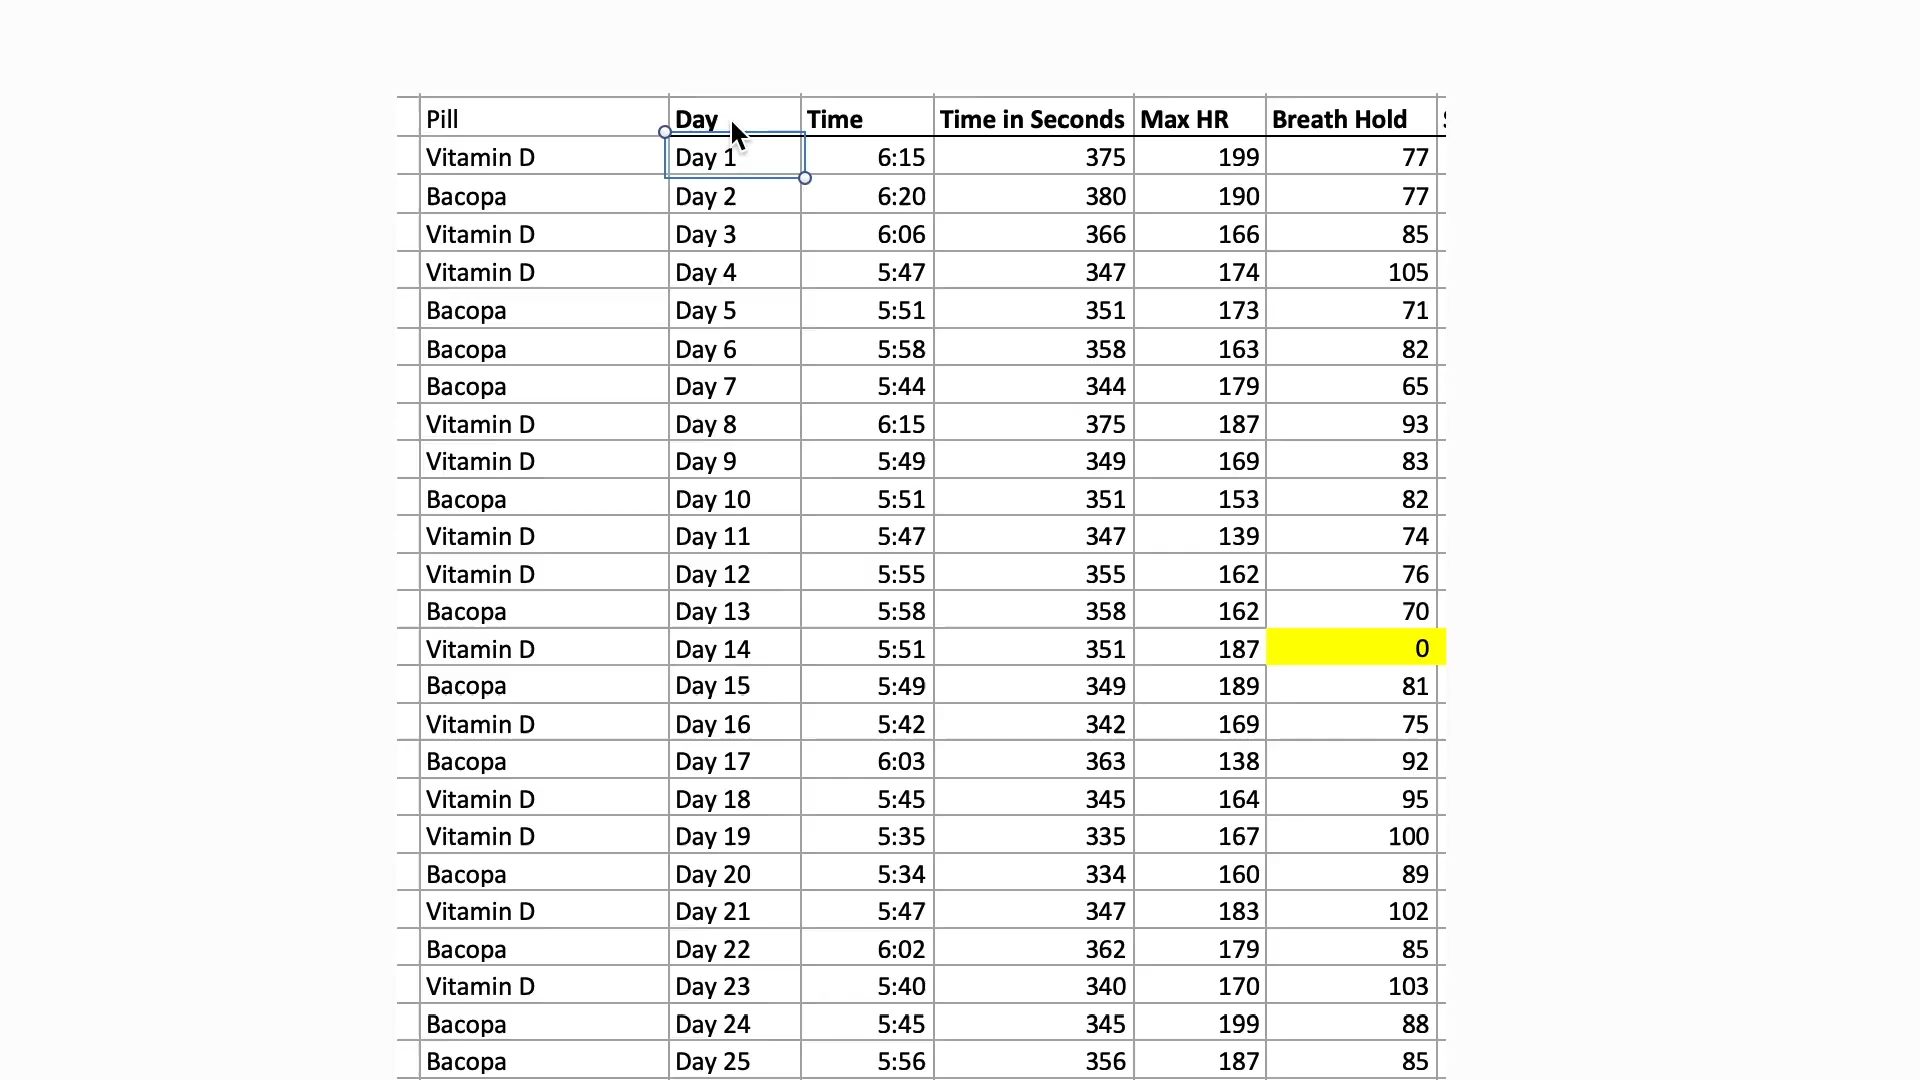 Pill Day Time Time in Seconds Max HR Breath Hold
Vitamin D Day 1 6:15 375 199 77
Bacopa Day 2 6:20 380 190 77
Vitamin D Day 3 6:06 366 166 85
Vitamin D Day 4 5:47 347 174 105
Bacopa Day 5 5:51 351 173 71
Bacopa Day 6 5:58 358 163 82
Bacopa Day 7 5:44 344 179 65
Vitamin D Day 8 6:15 375 187 93
Vitamin D Day 9 5:49 349 169 83
Bacopa Day 10 5:51 351 153 82
Vitamin D Day 11 5:47 347 139 74
Vitamin D Day 12 5:55 355 162 76
Bacopa Day 13 5:58 358 162 70
Vitamin D Day 14 5:51 351 187 0
Bacopa Day 15 5:49 349 189 81
Vitamin D Day 16 5:42 342 169 75
Bacopa Day 17 6:03 363 138 92
Vitamin D Day 18 5:45 345 164 95
Vitamin D Day 19 5:35 335 167 100
Bacopa Day 20 5:34 334 160 89
Vitamin D Day 21 5:47 347 183 102
Bacopa Day 22 6:02 362 179 85
Vitamin D Day 23 5:40 340 170 103
Bacopa Day 24 5:45 345 199 88
Bacopa Day 25 5:56 356 187 85